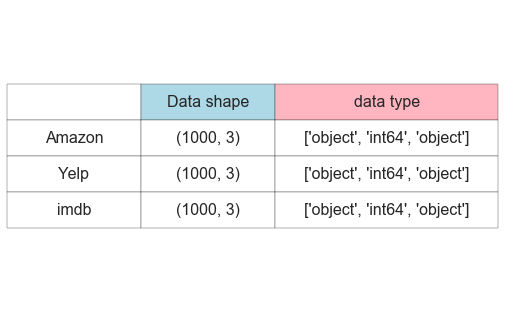 Data shape data type
Amazon (1000, 3) ['object', 'int64', 'object']
Yelp (1000, 3) ['object', 'int64', 'object']
imdb (1000, 3) ['object', 'int64', 'object']